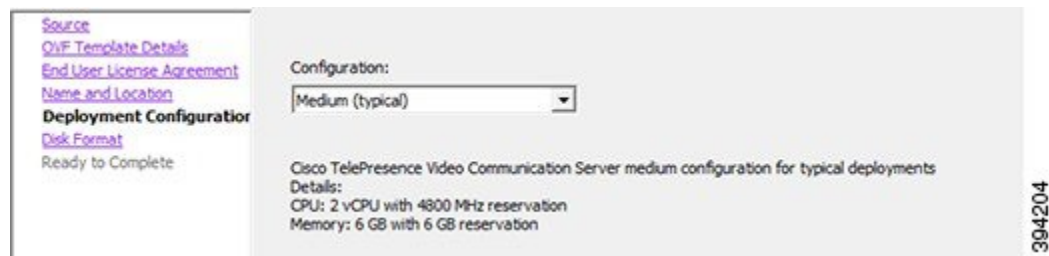 Source
OVF Template Details
End User License Agreement
Name and Location
Deployment Configuration
Disk Format
Ready to Complete
Configuration:
Medium (typical)
Cisco TelePresence Video Communication Server medium configuration for typical deployments
Details:
CPU: 2 vCPU with 4800 MHz reservation
Memory: 6 GB with 6 GB reservation
394204